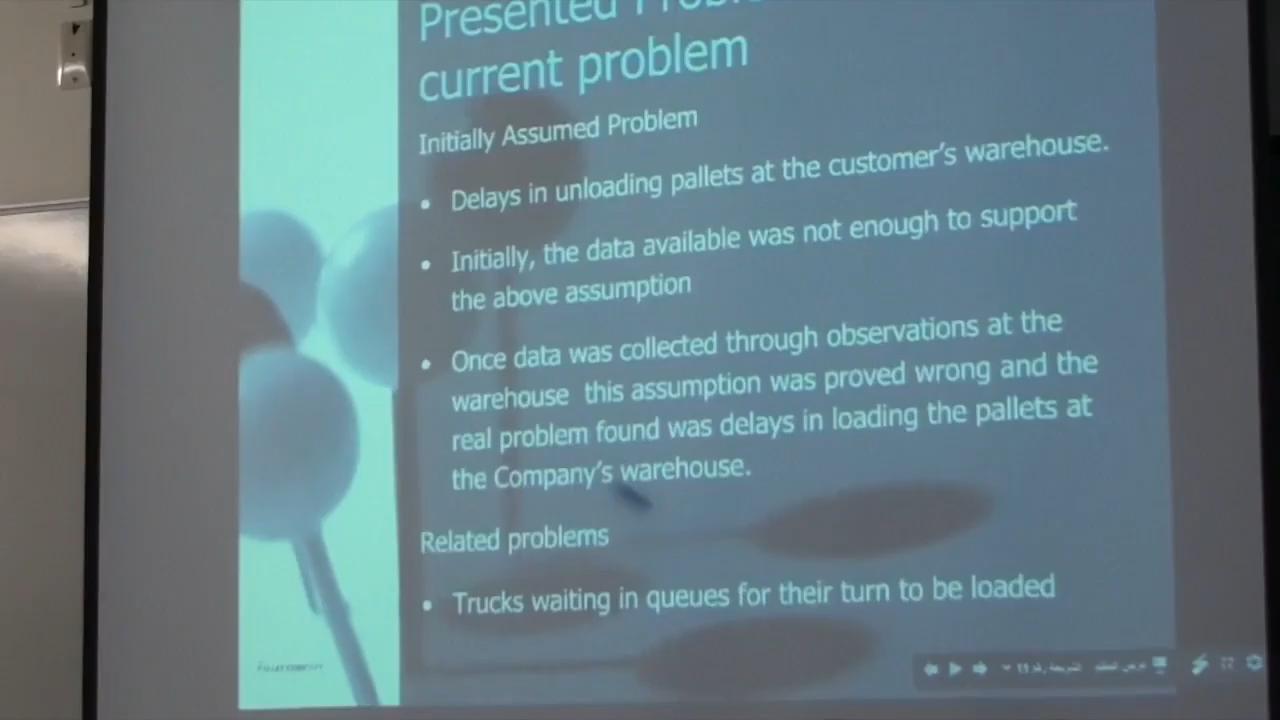 Presented
current problem
Initially Assumed Problem
• Delays in unloading pallets at the customer's warehouse.
• Initially, the data available was not enough to support
the above assumption
• Once data was collected through observations at the
warehouse this assumption was proved wrong and the
real problem found was delays in loading the pallets at
the Company's warehouse.
Related problems
• Trucks waiting in queues for their turn to be loaded